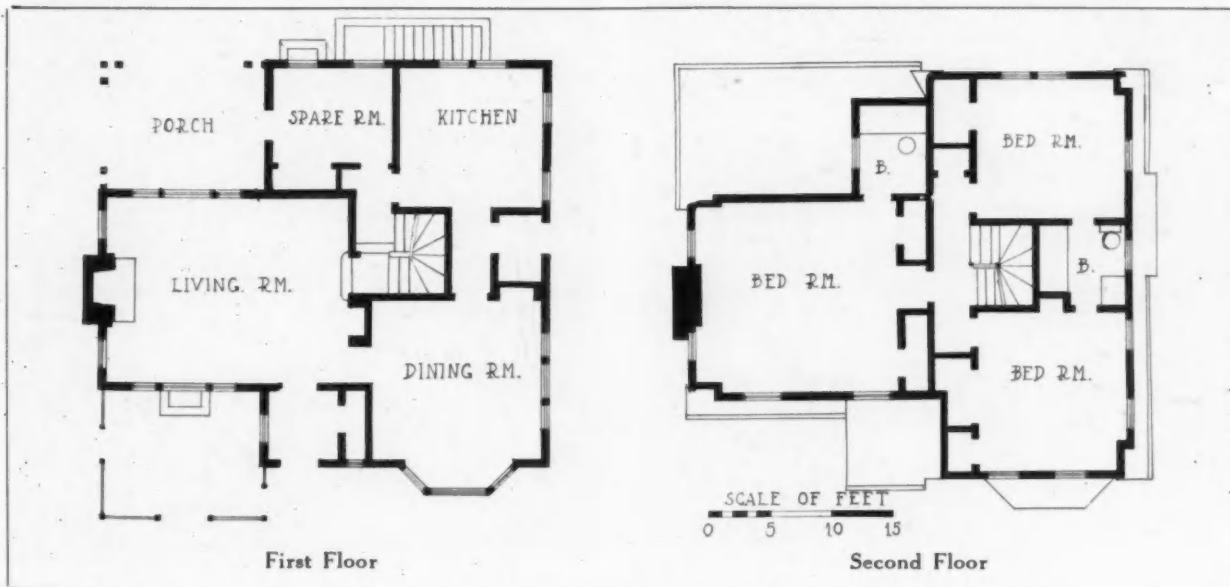 PORCH
SPARE RM.
KITCHEN
LIVING. RM.
DINING RM.
First Floor
BED RM.
B.
BED RM.
B.
BED RM.
SCALE OF FEET
0 5 10 15
Second Floor